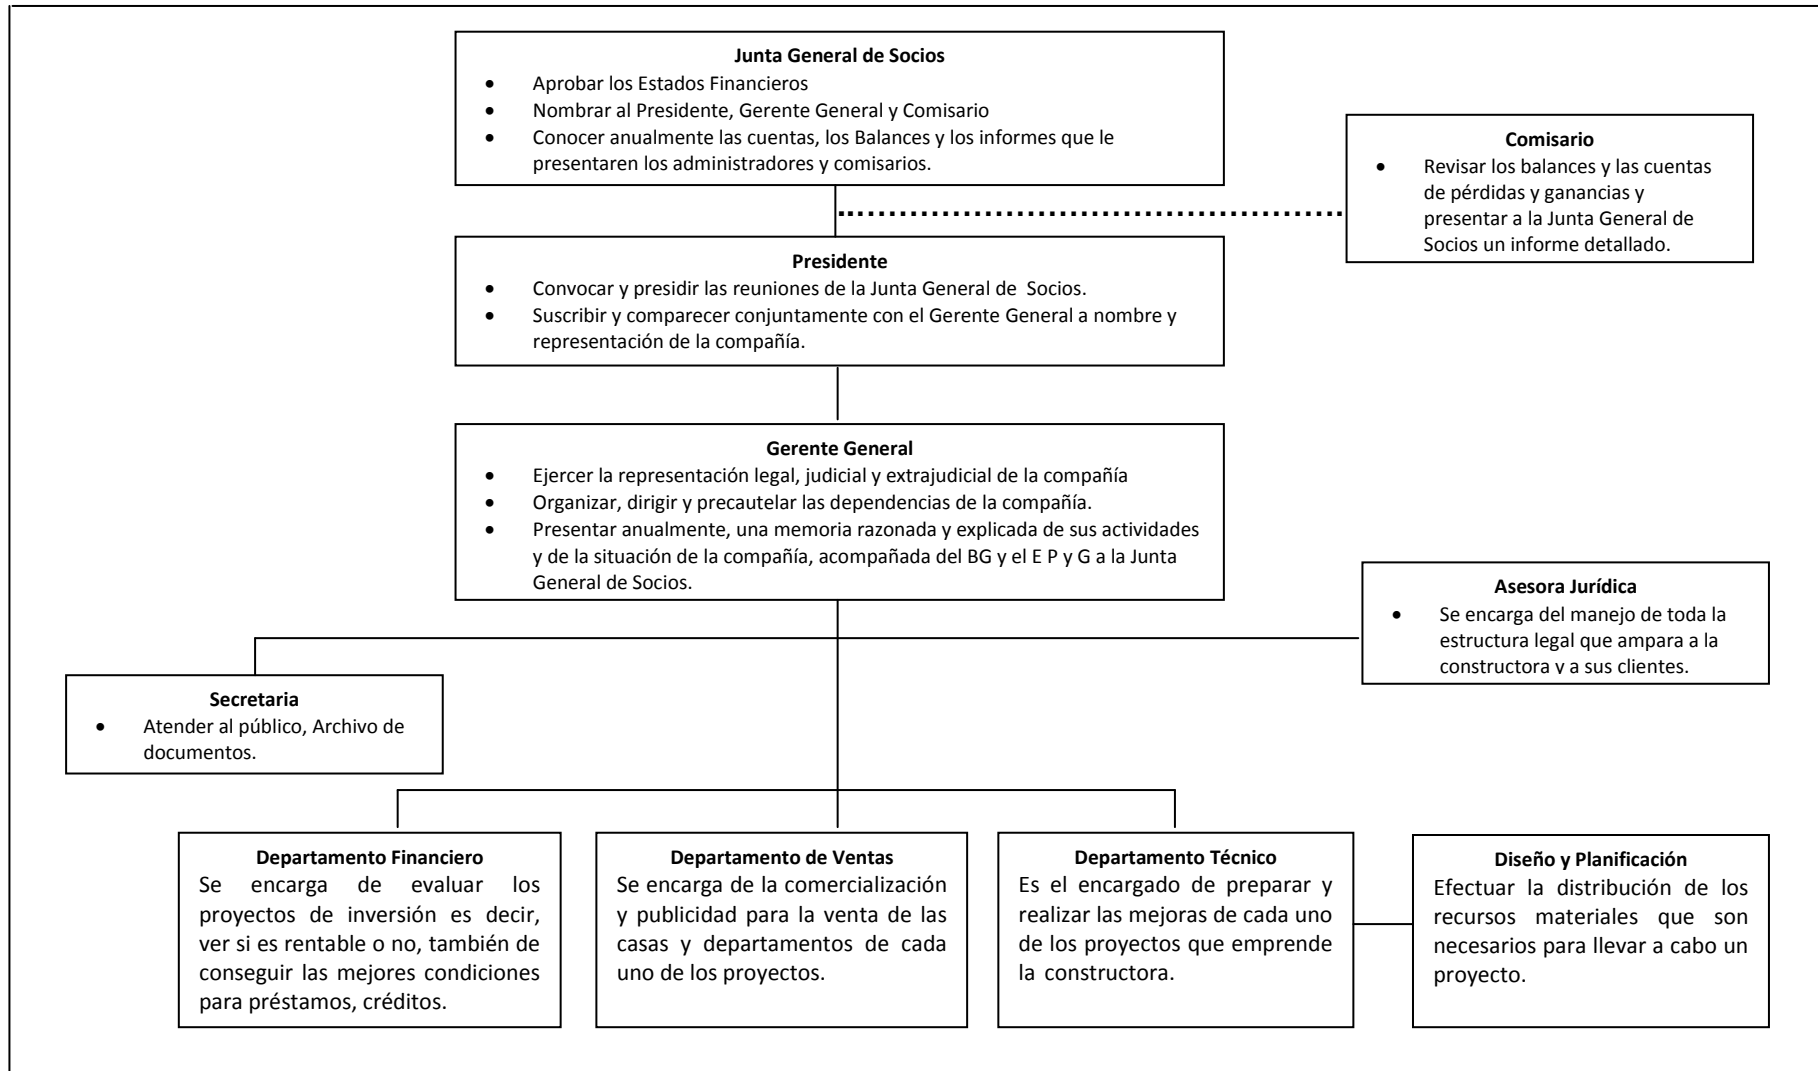 Junta General de Socios
• Aprobar los Estados Financieros
• Nombrar al Presidente, Gerente General y Comisario
• Conocer anualmente las cuentas, los Balances y los informes que le
presentaren los administradores y comisarios.
Comisario
• Revisar los balances y las cuentas
de pérdidas y ganancias y
presentar a la Junta General de
Socios un informe detallado.
Presidente
• Convocar y presidir las reuniones de la Junta General de Socios.
• Suscribir y comparecer conjuntamente con el Gerente General a nombre y
representación de la compañía.
Gerente General
• Ejercer la representación legal, judicial y extrajudicial de la compañía
• Organizar, dirigir y precautelar las dependencias de la compañía.
• Presentar anualmente, una memoria razonada y explicada de sus actividades
y de la situación de la compañía, acompañada del BG y el E P y G a la Junta
General de Socios.
Asesora Jurídica
• Se encarga del manejo de toda la
estructura legal que ampara a la
constructora y a sus clientes.
Secretaria
• Atender al público, Archivo de
documentos.
Departamento Financiero
Se encarga de evaluar los
proyectos de inversión es decir,
ver si es rentable o no, también de
conseguir las mejores condiciones
para préstamos, créditos.
Departamento de Ventas
Se encarga de la comercialización
y publicidad para la venta de las
casas y departamentos de cada
uno de los proyectos.
Departamento Técnico
Es el encargado de preparar y
realizar las mejoras de cada uno
de los proyectos que emprende
la constructora.
Diseño y Planificación
Efectuar la distribución de los
recursos materiales que son
necesarios para llevar a cabo un
proyecto.